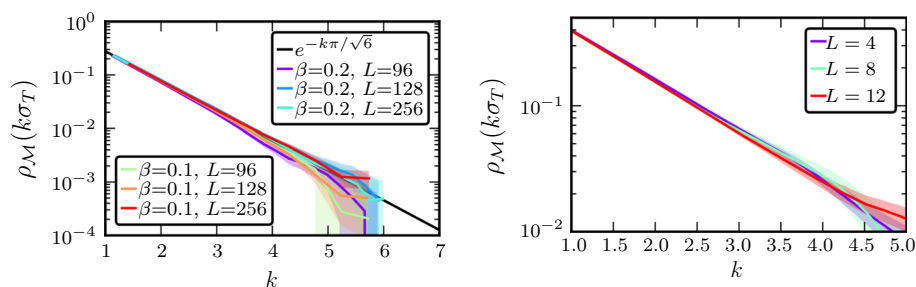 10^0
10^{-1}
10^{-2}
10^{-3}
10^{-4}
ρ_M(kσ_T)
e^{-kπ/√6}
β=0.2, L=96
β=0.2, L=128
β=0.2, L=256
β=0.1, L=96
β=0.1, L=128
β=0.1, L=256
1 2 3 4 5 6 7
k
10^{-1}
10^{-2}
ρ_M(kσ_T)
L = 4
L = 8
L = 12
1.0 1.5 2.0 2.5 3.0 3.5 4.0 4.5 5.0
k